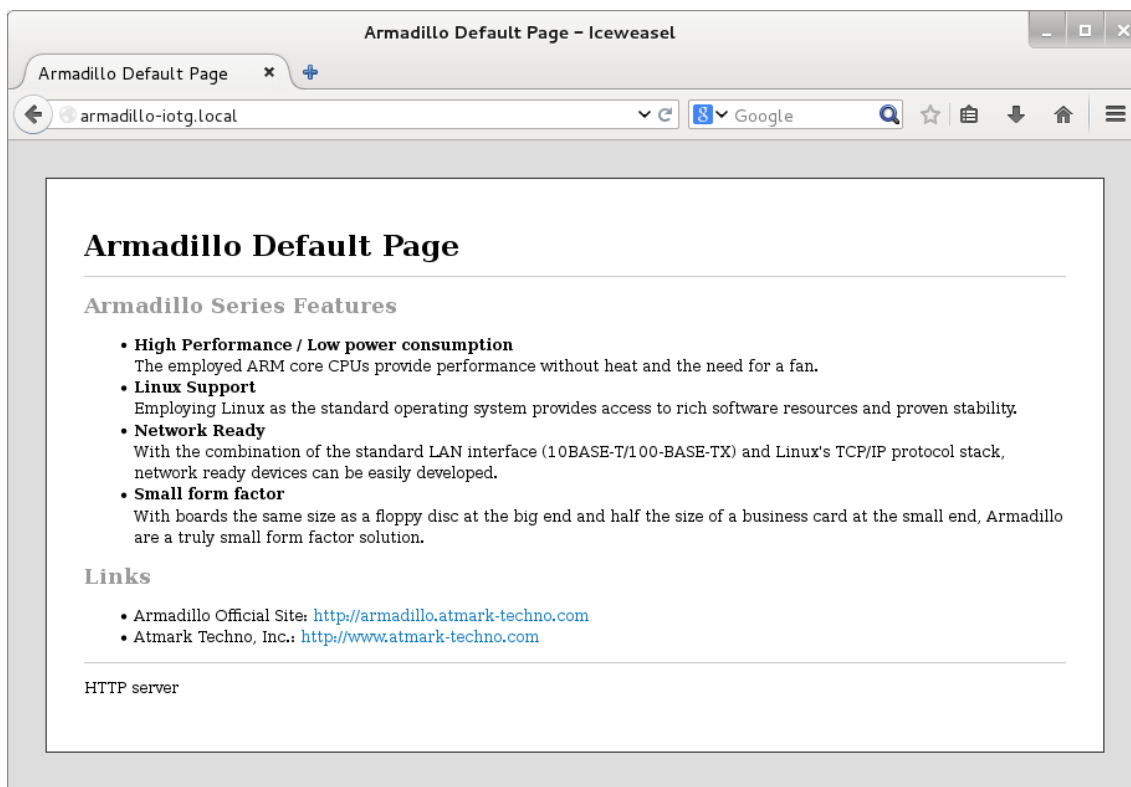 Armadillo Default Page – Iceweasel
Armadillo Default Page
armadillo-iotg.local
8 Google
Armadillo Default Page
Armadillo Series Features
• High Performance / Low power consumption
The employed ARM core CPUs provide performance without heat and the need for a fan.
• Linux Support
Employing Linux as the standard operating system provides access to rich software resources and proven stability.
• Network Ready
With the combination of the standard LAN interface (10BASE-T/100-BASE-TX) and Linux's TCP/IP protocol stack,
network ready devices can be easily developed.
• Small form factor
With boards the same size as a floppy disc at the big end and half the size of a business card at the small end, Armadillo
are a truly small form factor solution.
Links
• Armadillo Official Site: http://armadillo.atmark-techno.com
• Atmark Techno, Inc.: http://www.atmark-techno.com
HTTP server